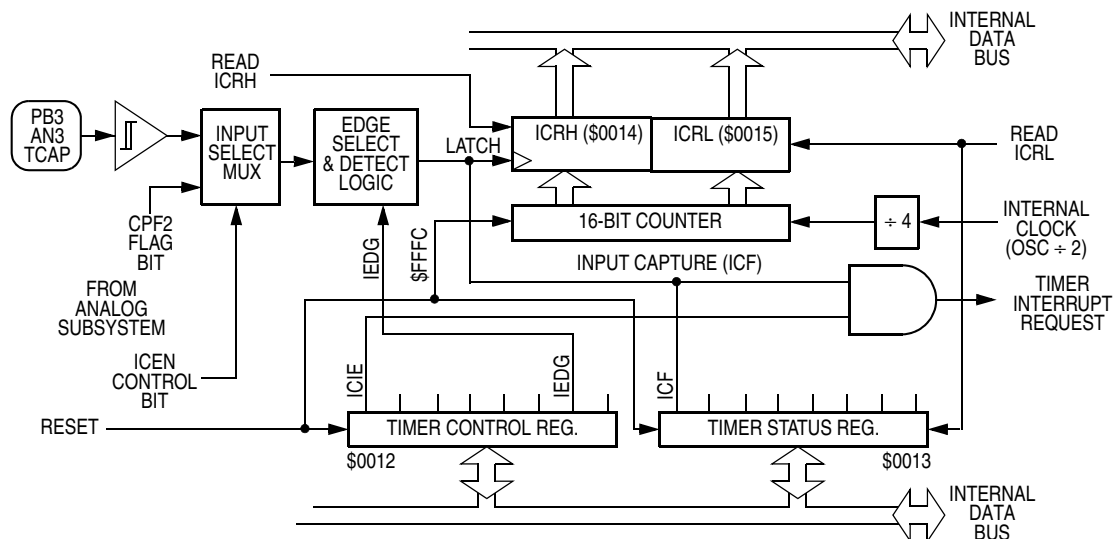 INTERNAL
DATA
BUS
READ
ICRH
PB3
AN3
TCAP
INPUT
SELECT
MUX
EDGE
SELECT
& DETECT
LOGIC
LATCH
ICRH ($0014)
ICRL ($0015)
READ
ICRL
16-BIT COUNTER
÷ 4
INTERNAL
CLOCK
(OSC ÷ 2)
CPF2
FLAG
BIT
IEDG
$FFFC
INPUT CAPTURE (ICF)
FROM
ANALOG
SUBSYSTEM
TIMER
INTERRUPT
REQUEST
ICEN
CONTROL
BIT
ICIE
IEDG
ICF
RESET
TIMER CONTROL REG.
TIMER STATUS REG.
$0012
$0013
INTERNAL
DATA
BUS